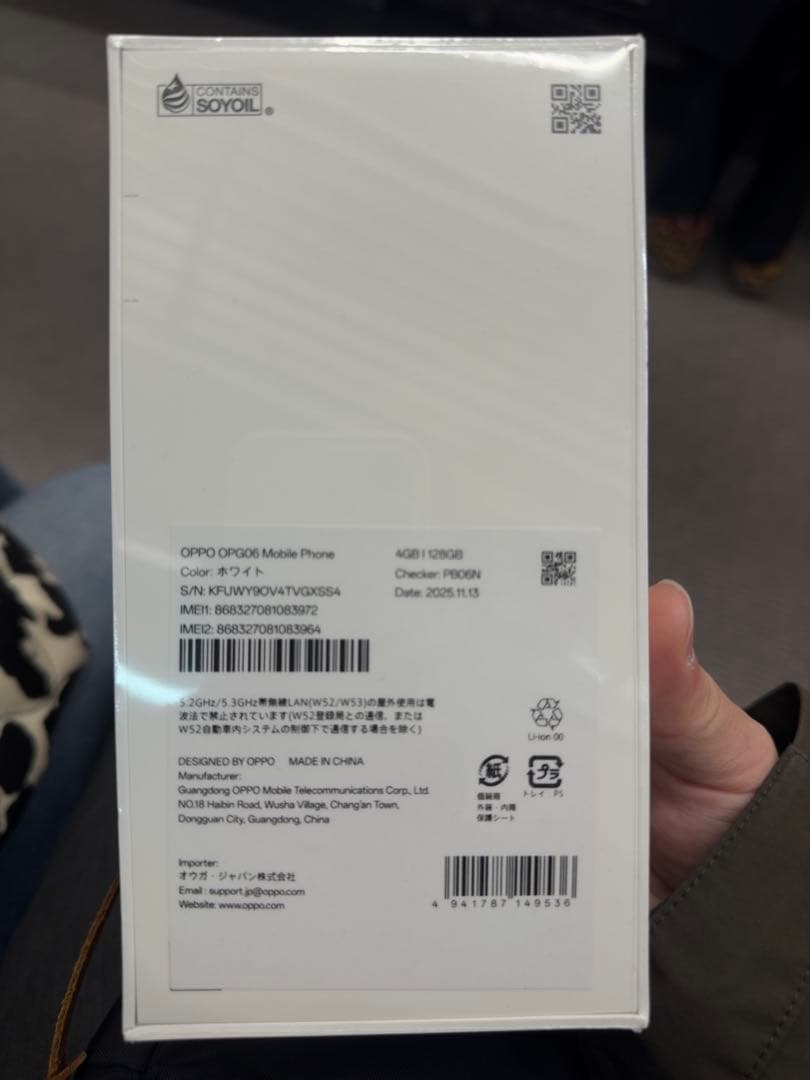 CONTAINS
SOYOIL®
OPPO OPG06 Mobile Phone
Color: ホワイト
S/N: KFUWY9OV4TVGXSS4
IMEI1: 868327081083972
IMEI2: 868327081083964
4GB | 128GB
Checker: PB06N
Date: 2025.11.13
5.2GHz/5.3GHz帯無線LAN(W52/W53)の屋外使用は電
波法で禁止されています(W52登録局との通信、または
W52自動車内システムの制御下で通信する場合を除く)
Li-ion 00
DESIGNED BY OPPO MADE IN CHINA
Manufacturer:
Guangdong OPPO Mobile Telecommunications Corp., Ltd.
NO.18 Haibin Road, Wusha Village, Chang'an Town,
Dongguan City, Guangdong, China
紙
個装箱
外装・内箱
保護シート
プラ
トレイ PS
Importer:
オウガ・ジャパン株式会社
Email : support.jp@oppo.com
Website: www.oppo.com
4 941787 149536